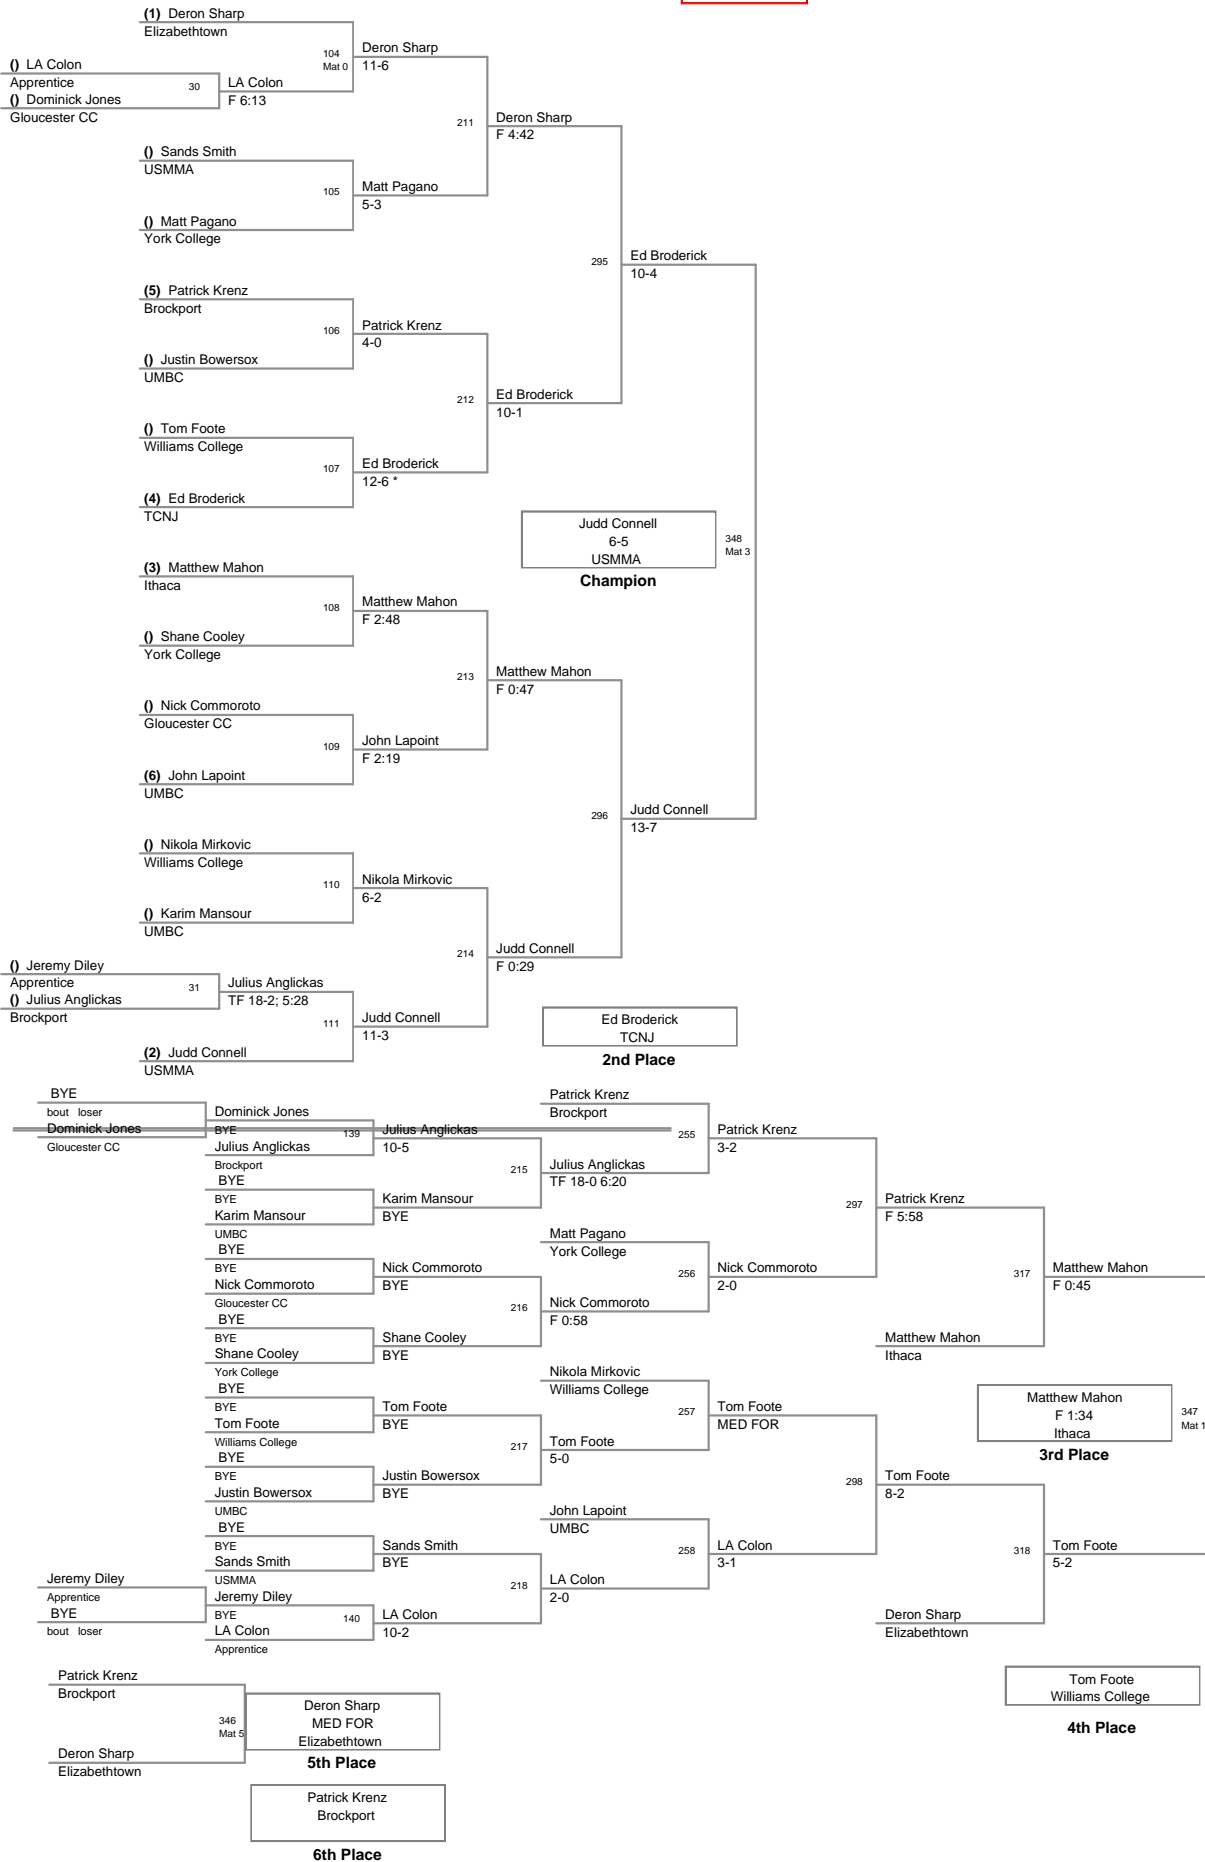 (1) Deron Sharp
Elizabethtown
104
Mat 0
Deron Sharp
11-6
() LA Colon
Apprentice
30
LA Colon
F 6:13
() Dominick Jones
Gloucester CC
211
Deron Sharp
F 4:42
() Sands Smith
USMMA
105
Matt Pagano
5-3
() Matt Pagano
York College
295
Ed Broderick
10-4
(5) Patrick Krenz
Brockport
106
Patrick Krenz
4-0
() Justin Bowersox
UMBC
212
Ed Broderick
10-1
() Tom Foote
Williams College
107
Ed Broderick
12-6 *
(4) Ed Broderick
TCNJ
Judd Connell
6-5
USMMA
Champion
348
Mat 3
(3) Matthew Mahon
Ithaca
108
Matthew Mahon
F 2:48
() Shane Cooley
York College
213
Matthew Mahon
F 0:47
() Nick Commoroto
Gloucester CC
109
John Lapoint
F 2:19
(6) John Lapoint
UMBC
296
Judd Connell
13-7
() Nikola Mirkovic
Williams College
110
Nikola Mirkovic
6-2
() Karim Mansour
UMBC
214
Judd Connell
F 0:29
() Jeremy Diley
Apprentice
31
Julius Anglickas
TF 18-2; 5:28
() Julius Anglickas
Brockport
111
Judd Connell
11-3
(2) Judd Connell
USMMA
Ed Broderick
TCNJ
2nd Place
BYE
bout loser
Dominick Jones
Gloucester CC
Dominick Jones
BYE
139
Julius Anglickas
Brockport
Julius Anglickas
10-5
BYE
BYE
Karim Mansour
UMBC
Karim Mansour
BYE
215
Patrick Krenz
Brockport
Julius Anglickas
TF 18-0 6:20
255
Patrick Krenz
3-2
BYE
BYE
Nick Commoroto
Gloucester CC
Nick Commoroto
BYE
216
BYE
BYE
Shane Cooley
York College
Shane Cooley
BYE
Matt Pagano
York College
Nick Commoroto
F 0:58
256
Nick Commoroto
2-0
297
Patrick Krenz
F 5:58
317
Matthew Mahon
F 0:45
Matthew Mahon
Ithaca
BYE
BYE
Tom Foote
Williams College
Tom Foote
BYE
217
BYE
BYE
Justin Bowersox
UMBC
Justin Bowersox
BYE
Nikola Mirkovic
Williams College
Tom Foote
5-0
257
Tom Foote
MED FOR
Matthew Mahon
F 1:34
Ithaca
3rd Place
347
Mat 1
298
Tom Foote
8-2
BYE
BYE
Sands Smith
USMMA
Sands Smith
BYE
218
John Lapoint
UMBC
LA Colon
2-0
258
LA Colon
3-1
318
Tom Foote
5-2
Jeremy Diley
Apprentice
BYE
bout loser
Jeremy Diley
BYE
140
LA Colon
Apprentice
LA Colon
10-2
Deron Sharp
Elizabethtown
Patrick Krenz
Brockport
346
Mat 5
Deron Sharp
Elizabethtown
Deron Sharp
MED FOR
Elizabethtown
5th Place
Tom Foote
Williams College
4th Place
Patrick Krenz
Brockport
6th Place